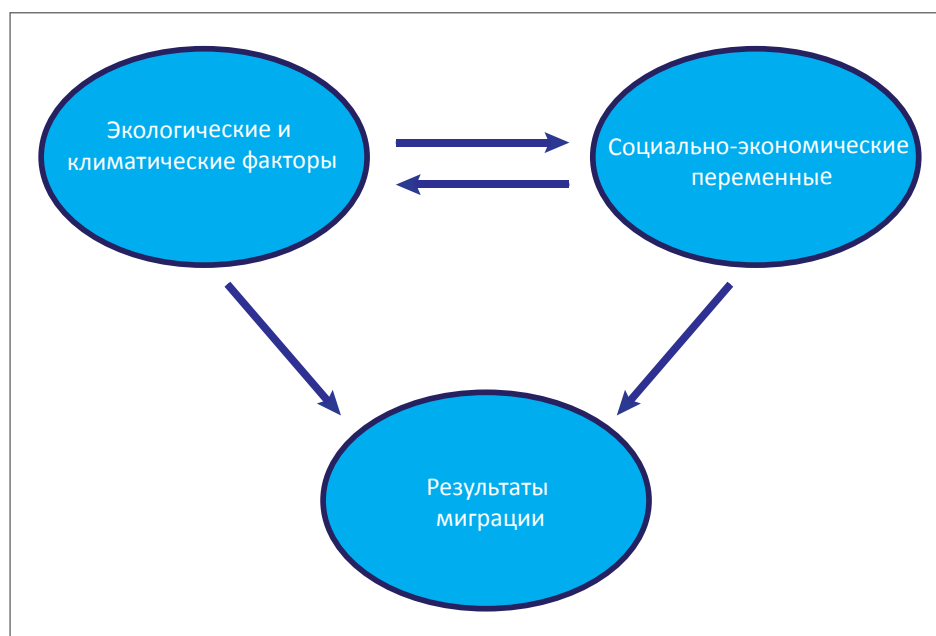 Экологические и
климатические факторы
Социально-экономические
переменные
Результаты
миграции